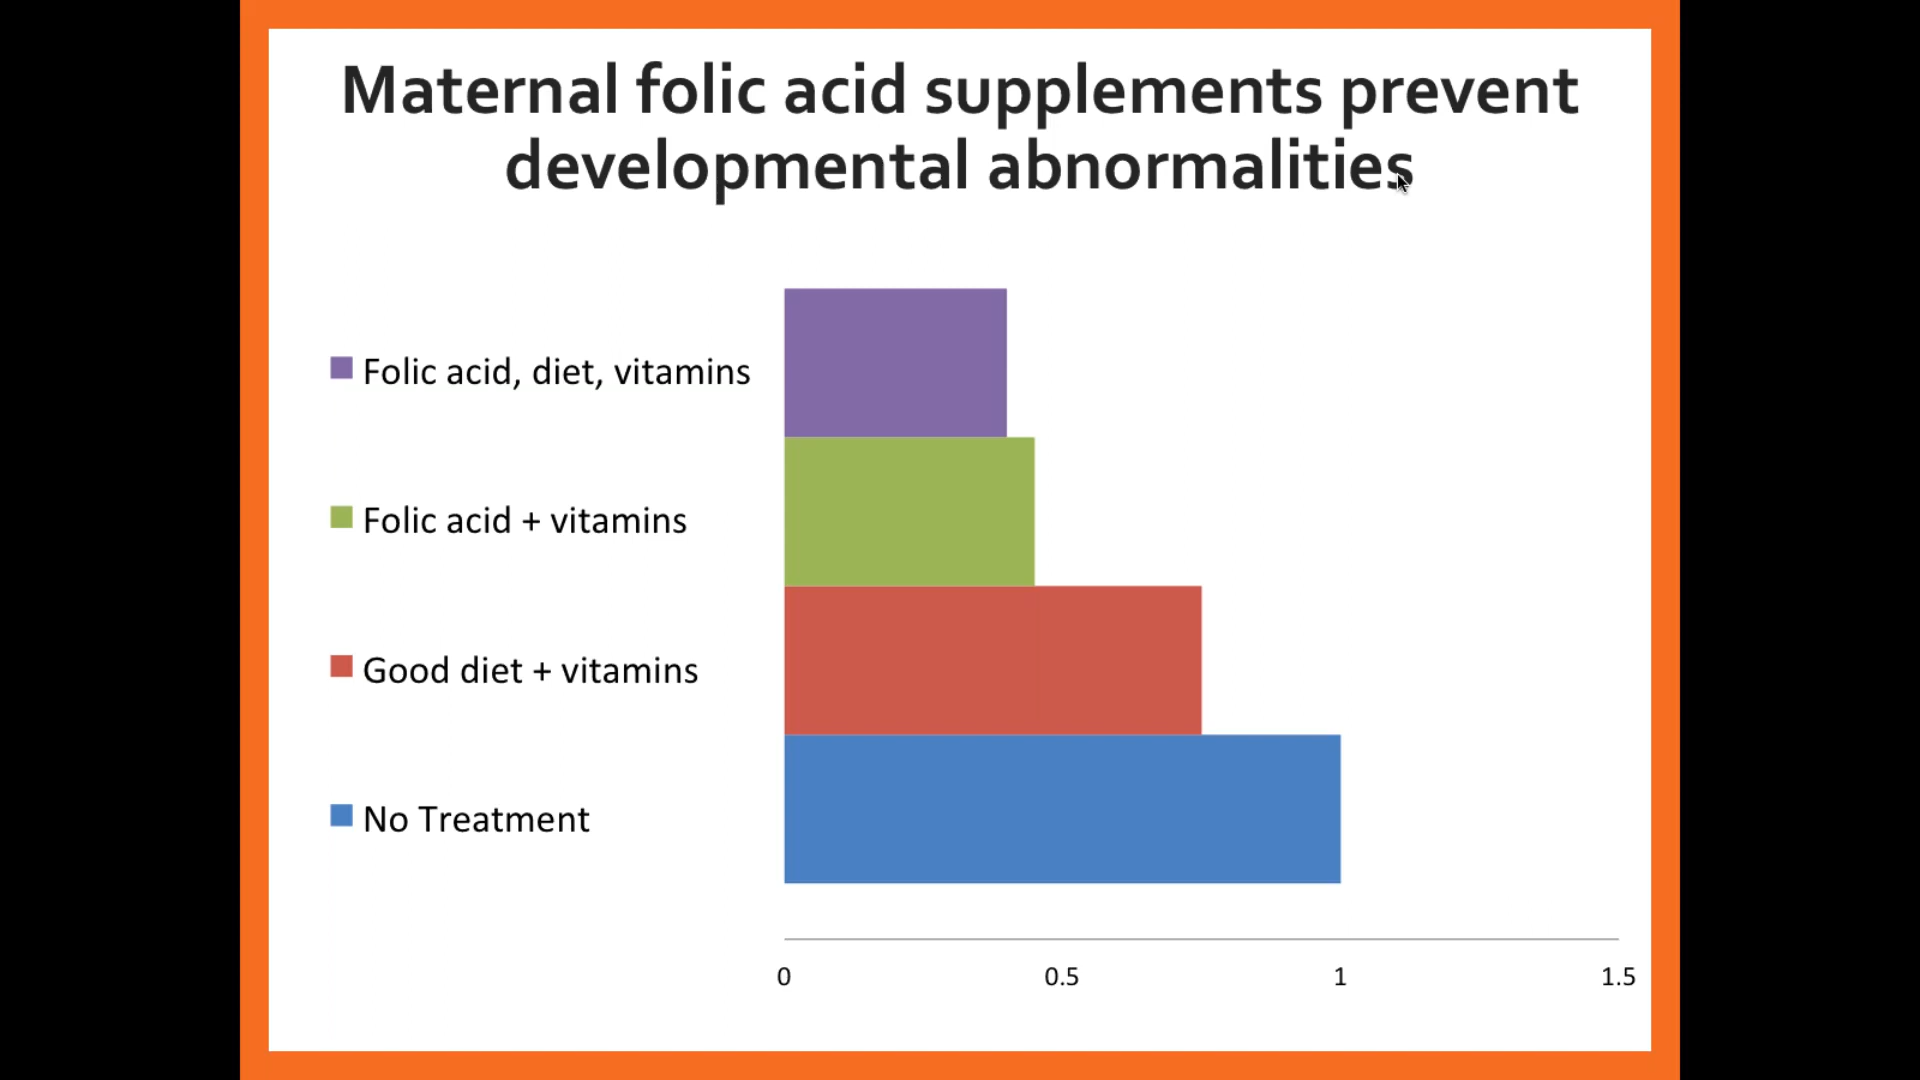 Maternal folic acid supplements prevent
developmental abnormalities
Folic acid, diet, vitamins
Folic acid + vitamins
Good diet + vitamins
No Treatment
0 0.5 1 1.5